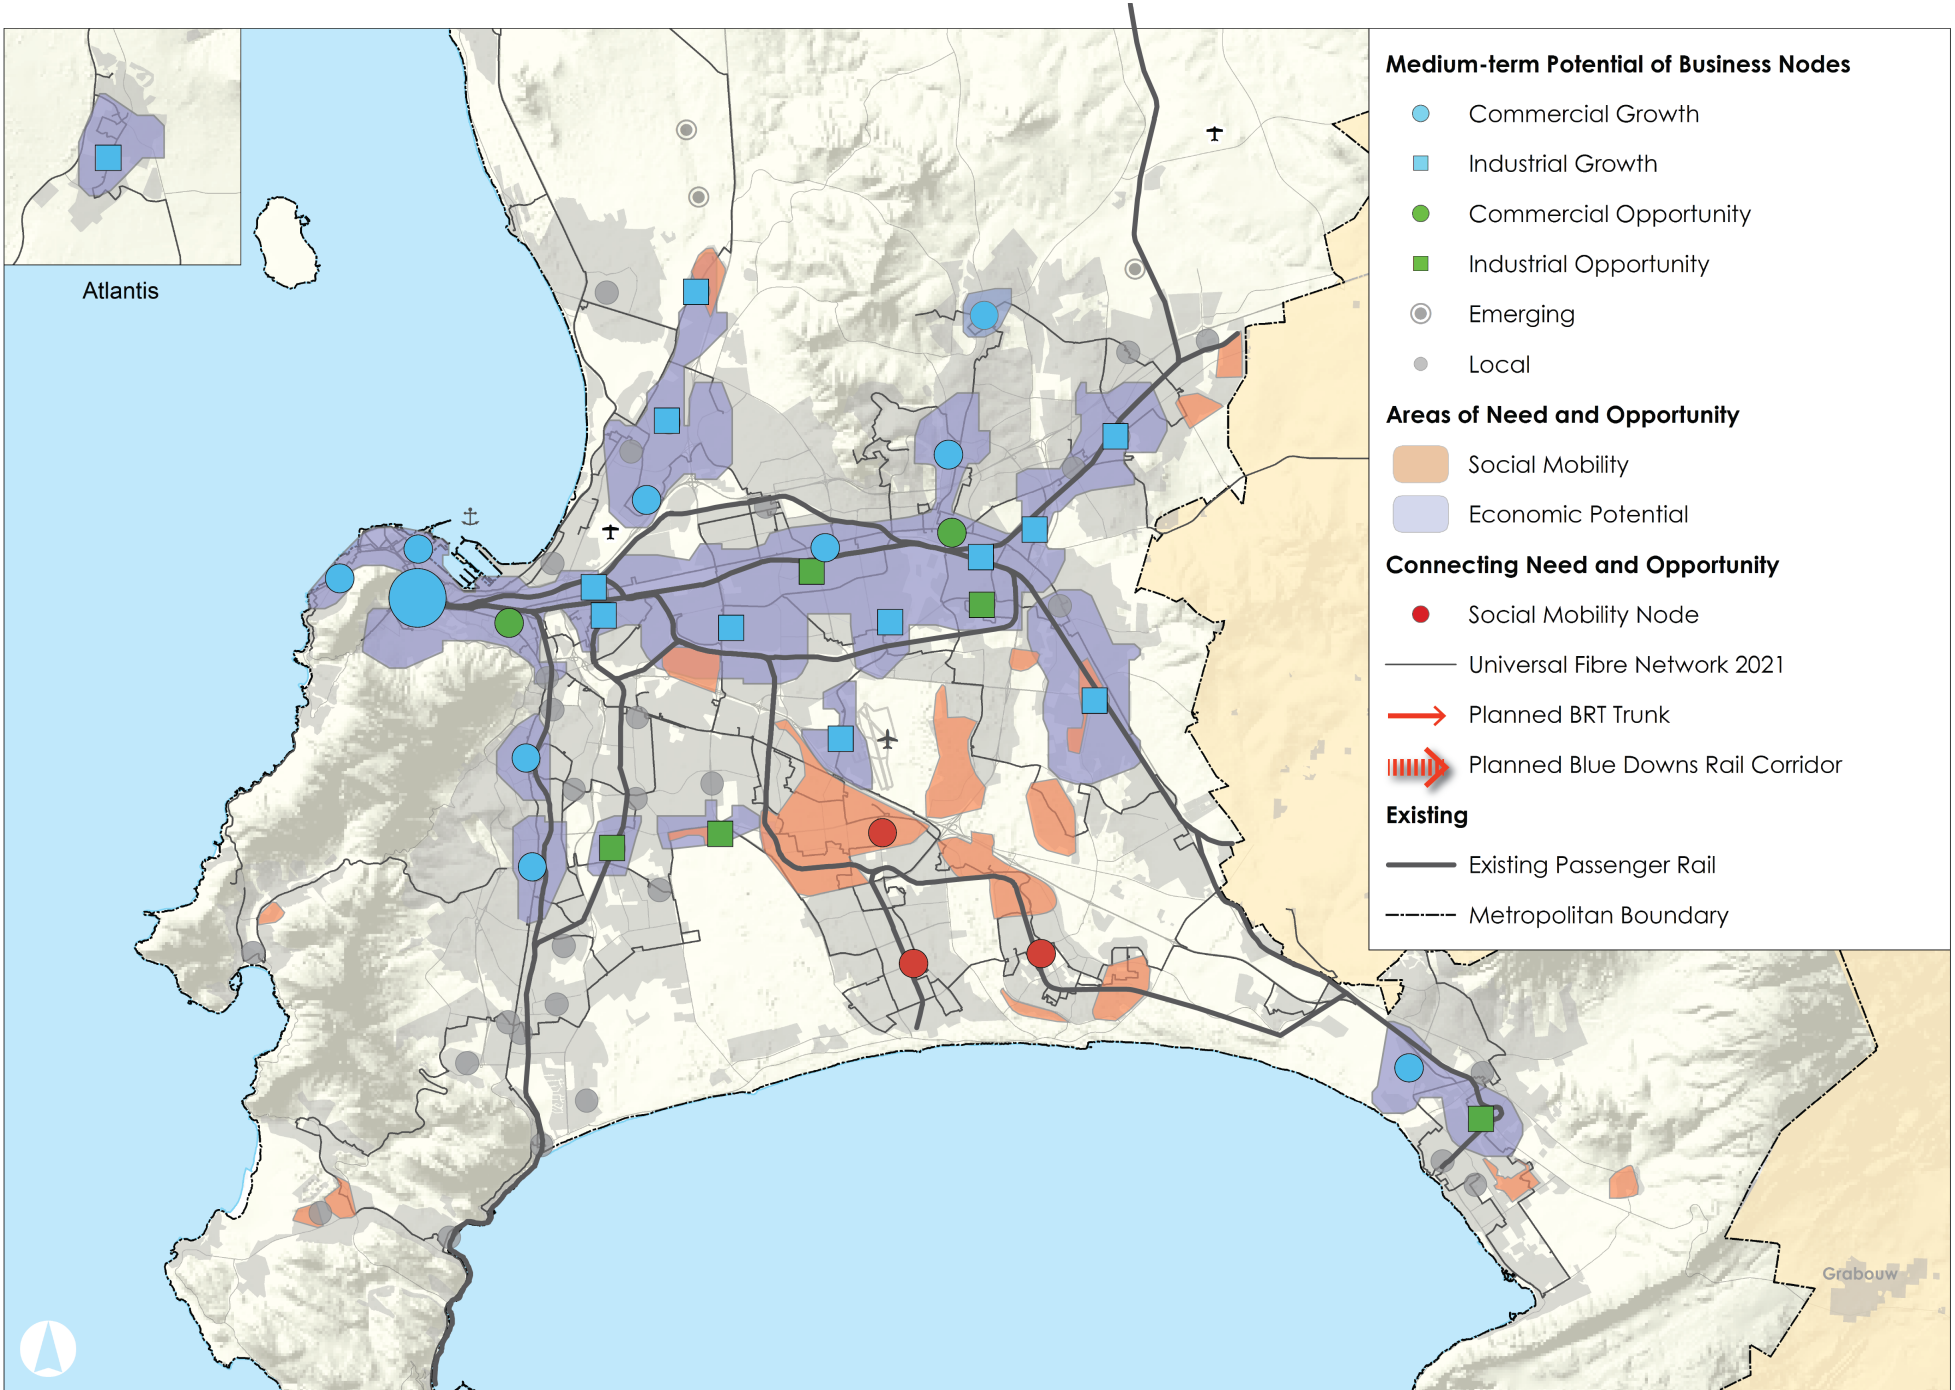 Atlantis
Medium-term Potential of Business Nodes
Commercial Growth
Industrial Growth
Commercial Opportunity
Industrial Opportunity
Emerging
Local
Areas of Need and Opportunity
Social Mobility
Economic Potential
Connecting Need and Opportunity
Social Mobility Node
Universal Fibre Network 2021
Planned BRT Trunk
Planned Blue Downs Rail Corridor
Existing
Existing Passenger Rail
Metropolitan Boundary
Grabouw